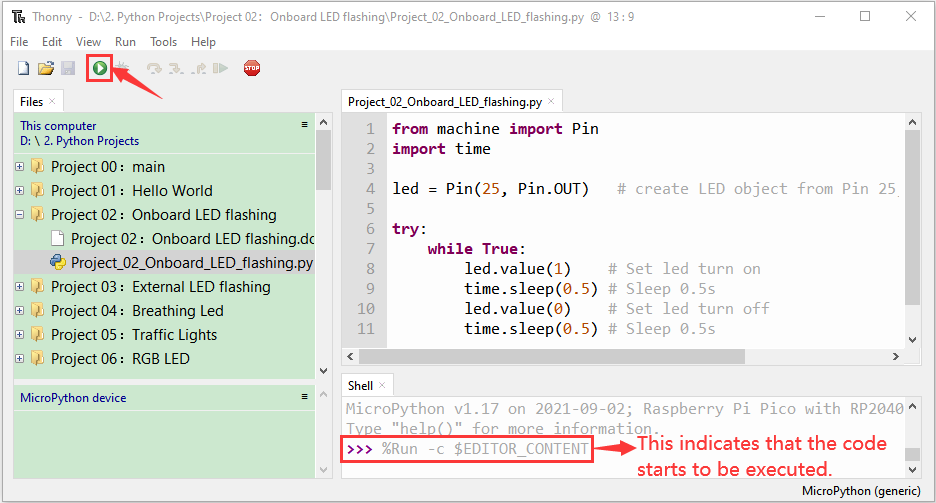 Thonny - D:\2. Python Projects\Project 02：Onboard LED flashing\Project_02_Onboard_LED_flashing.py @ 13 : 9
File Edit View Run Tools Help
STOP
Files ×
This computer
D: \ 2. Python Projects
Project 00：main
Project 01：Hello World
Project 02：Onboard LED flashing
Project 02：Onboard LED flashing.dc
Project_02_Onboard_LED_flashing.py
Project 03：External LED flashing
Project 04：Breathing Led
Project 05：Traffic Lights
Project 06：RGB LED
MicroPython device
Project_02_Onboard_LED_flashing.py ×
1 from machine import Pin
2 import time
3
4 led = Pin(25, Pin.OUT)   # create LED object from Pin 25,
5
6 try:
7     while True:
8         led.value(1)    # Set led turn on
9         time.sleep(0.5) # Sleep 0.5s
10         led.value(0)    # Set led turn off
11         time.sleep(0.5) # Sleep 0.5s
Shell ×
MicroPython v1.17 on 2021-09-02; Raspberry Pi Pico with RP2040
Type "help()" for more information.
>>> %Run -c $EDITOR_CONTENT
This indicates that the code
starts to be executed.
MicroPython (generic)